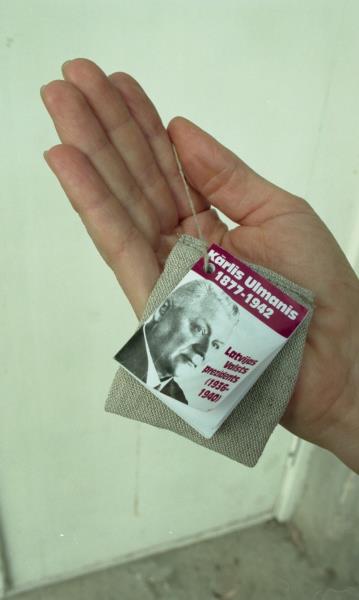 Kārlis Ulmanis
1877-1942
Latvijas
Valsts
prezidents
(1936-
1940)